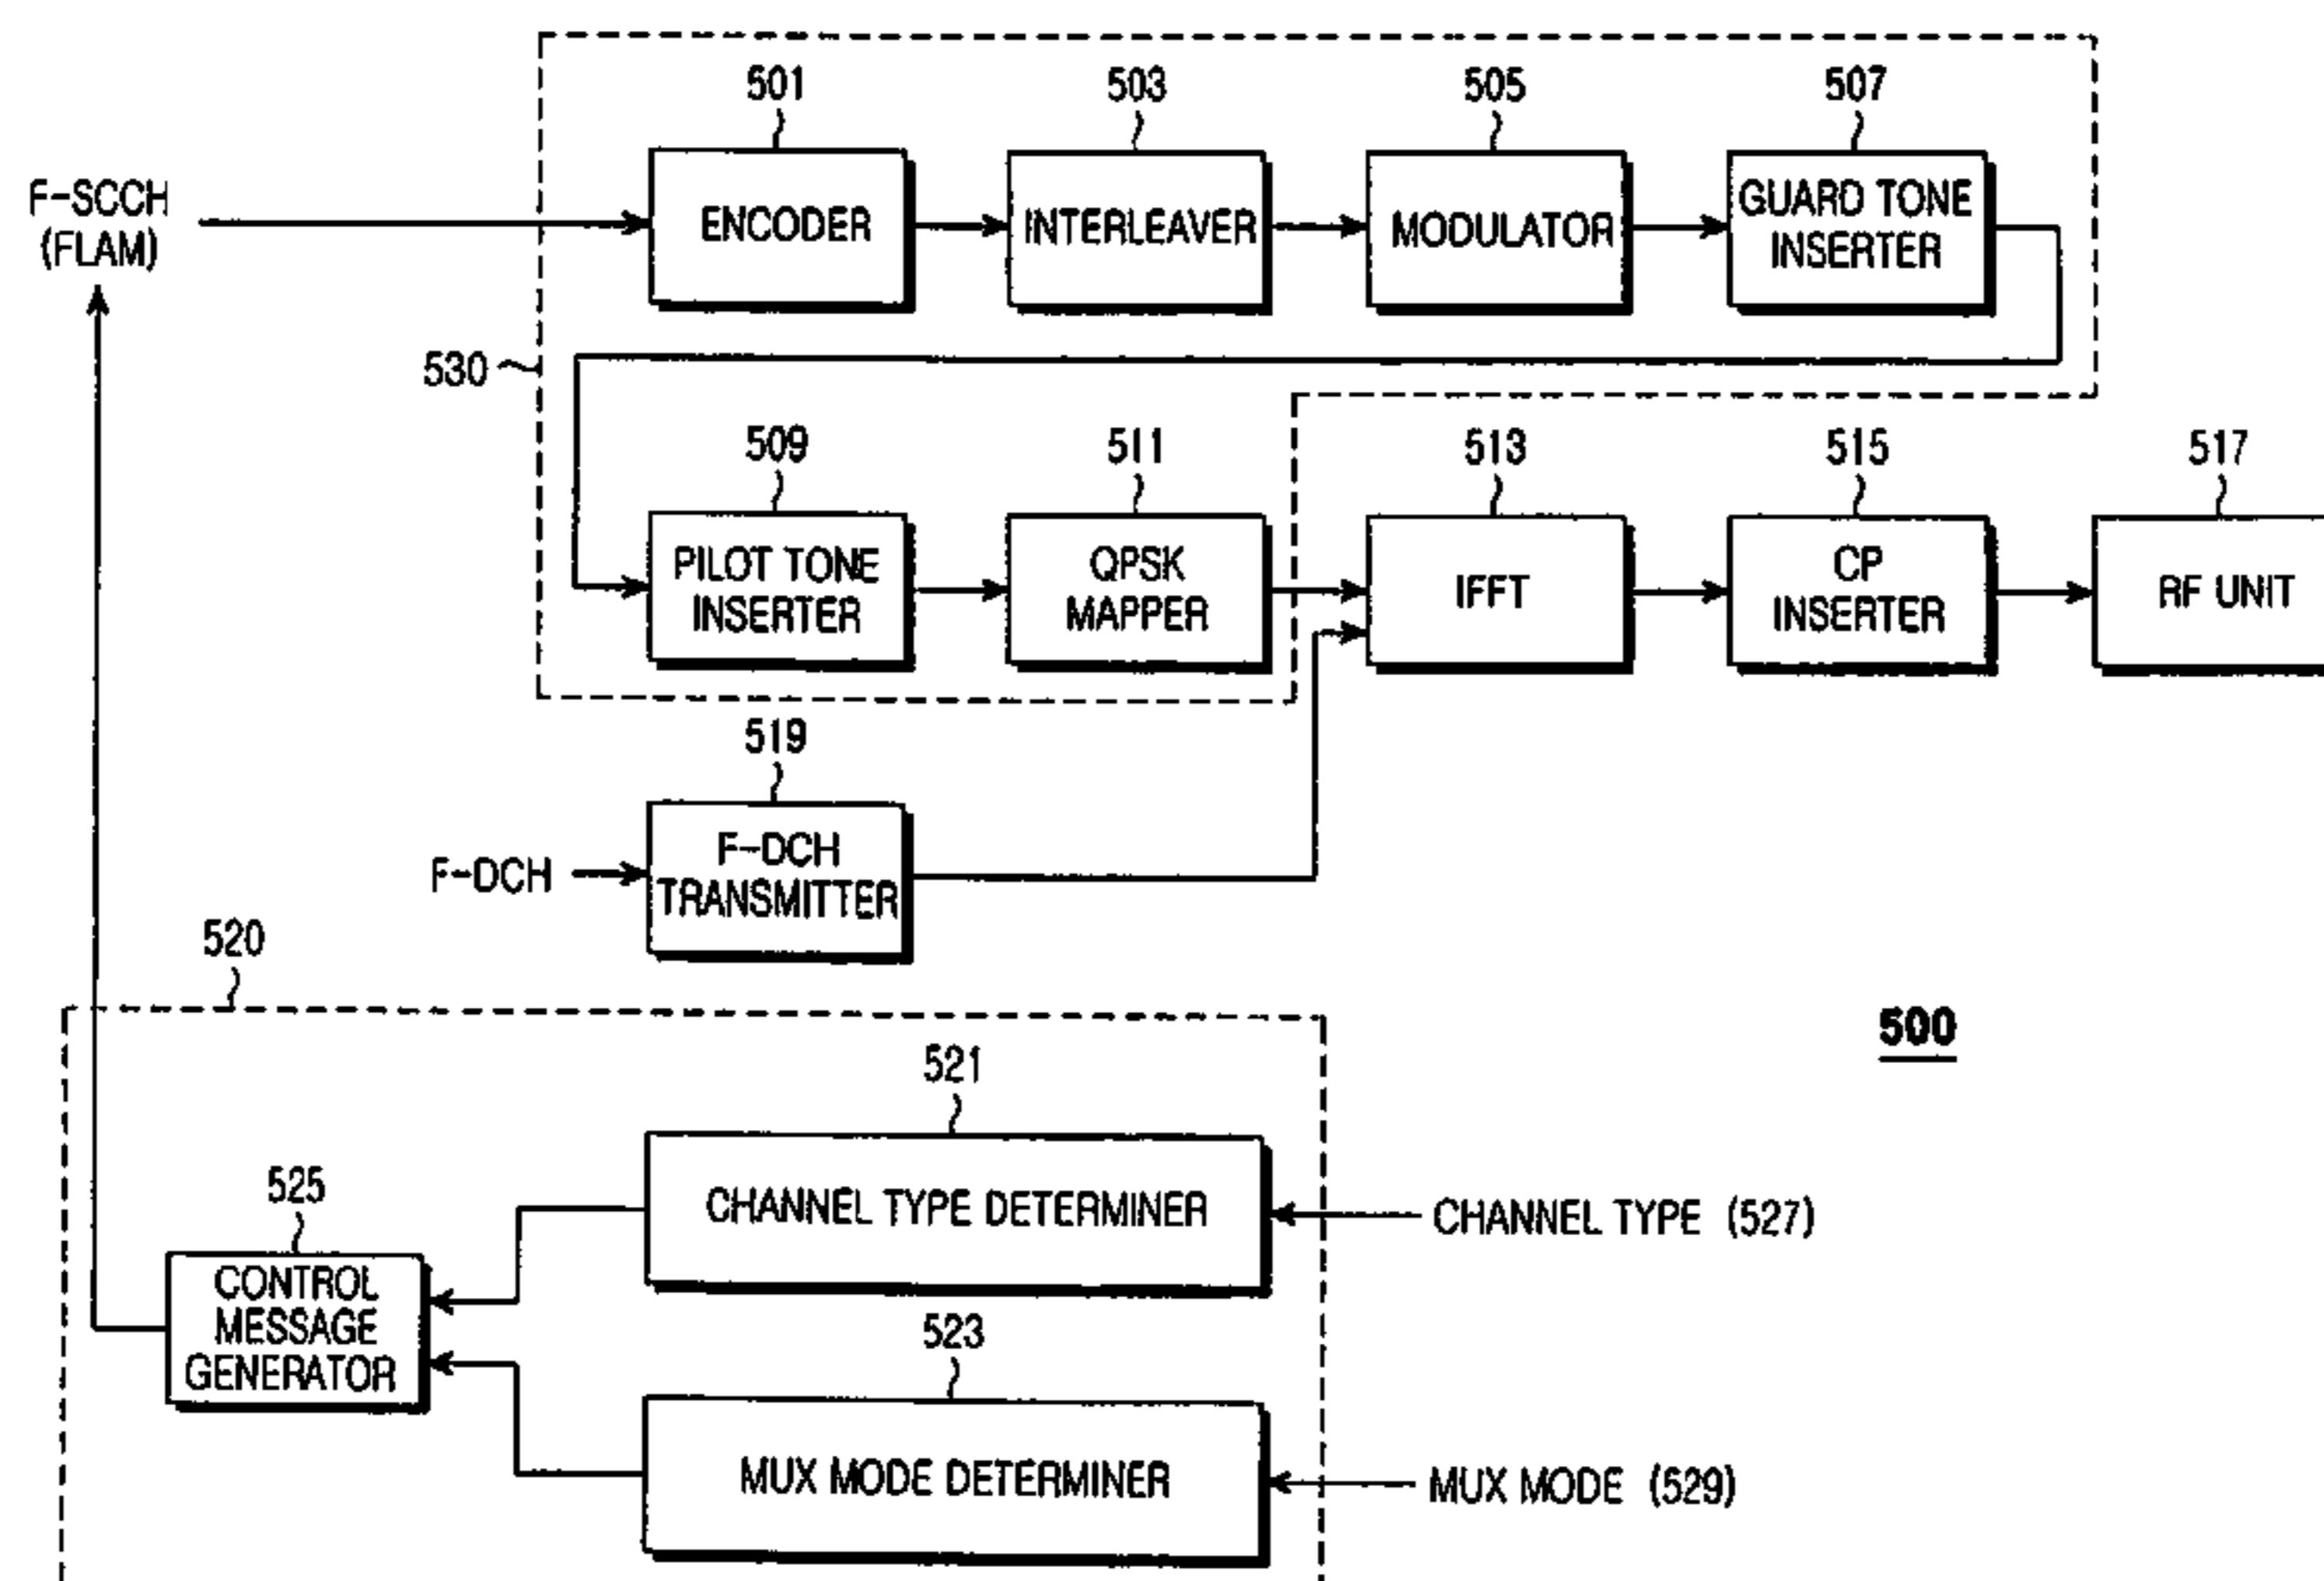 501
503
505
507
F-SCCH
(FLAM)
ENCODER
INTERLEAVER
MODULATOR
GUARD TONE
INSERTER
530
509
511
513
515
517
PILOT TONE
INSERTER
QPSK
MAPPER
IFFT
CP
INSERTER
RF UNIT
519
F-DCH
F-DCH
TRANSMITTER
520
500
521
CHANNEL TYPE DETERMINER
CHANNEL TYPE (527)
525
CONTROL
MESSAGE
GENERATOR
523
MUX MODE DETERMINER
MUX MODE (529)